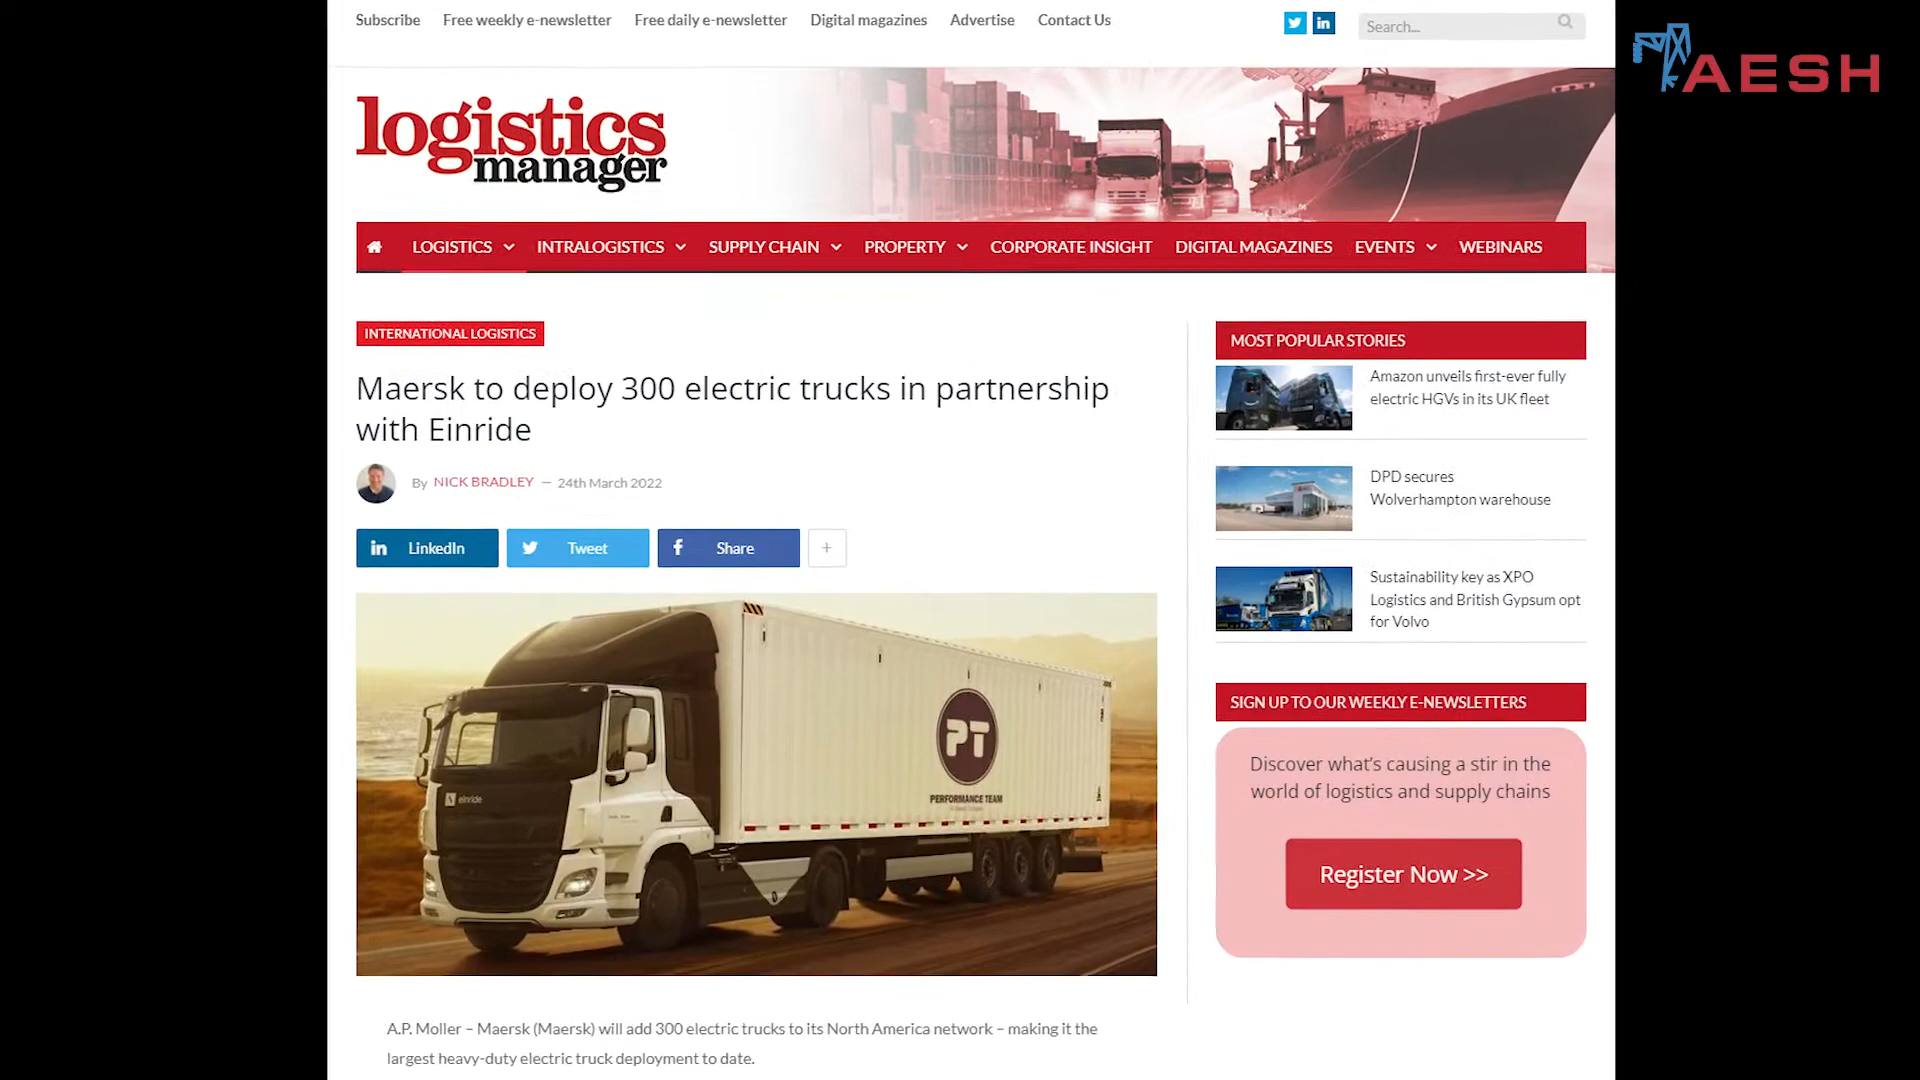 Subscribe Free weekly e-newsletter Free daily e-newsletter Digital magazines Advertise Contact Us
Search...
AESH
logistics
manager
LOGISTICS INTRALOGISTICS SUPPLY CHAIN PROPERTY CORPORATE INSIGHT DIGITAL MAGAZINES EVENTS WEBINARS
INTERNATIONAL LOGISTICS
Maersk to deploy 300 electric trucks in partnership
with Einride
By NICK BRADLEY — 24th March 2022
in LinkedIn Tweet f Share +
PT
PERFORMANCE TEAM
einride
A.P. Moller – Maersk (Maersk) will add 300 electric trucks to its North America network – making it the
largest heavy-duty electric truck deployment to date.
MOST POPULAR STORIES
Amazon unveils first-ever fully
electric HGVs in its UK fleet
DPD secures
Wolverhampton warehouse
Sustainability key as XPO
Logistics and British Gypsum opt
for Volvo
SIGN UP TO OUR WEEKLY E-NEWSLETTERS
Discover what's causing a stir in the
world of logistics and supply chains
Register Now >>